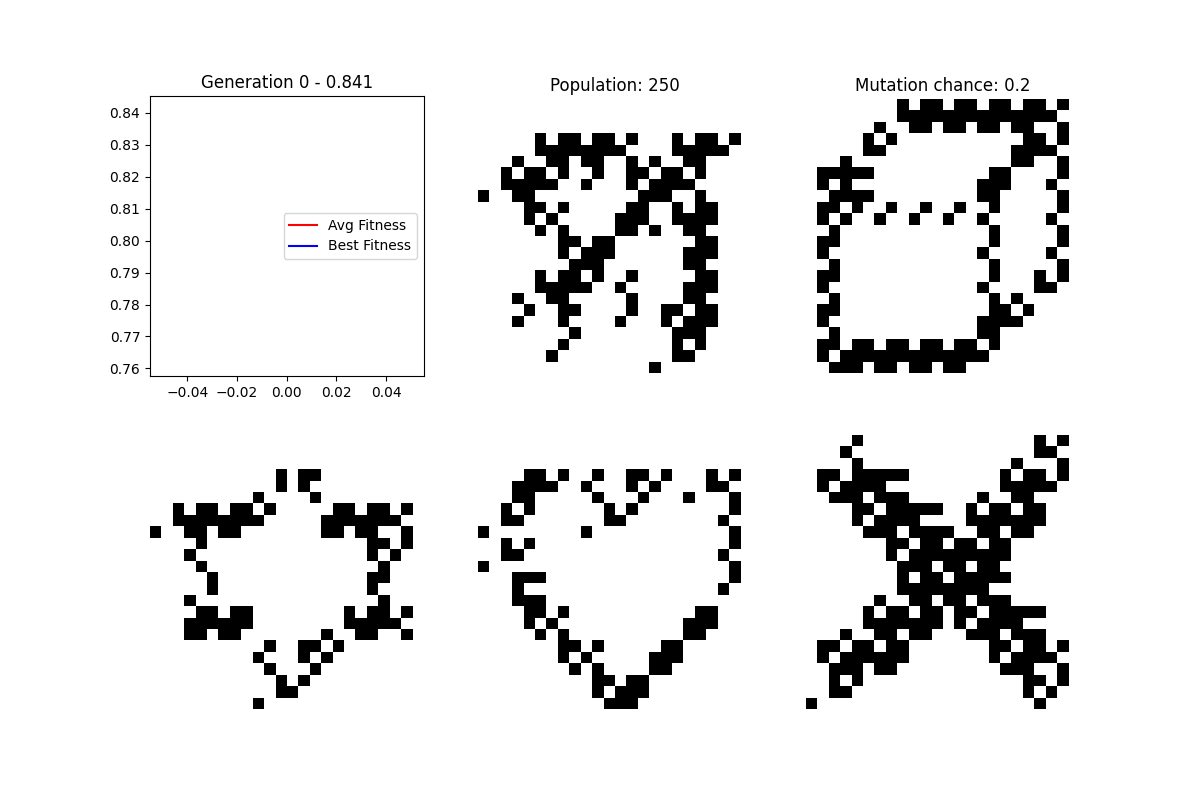 Generation 0 - 0.841
Population: 250
Mutation chance: 0.2
0.84
0.83
0.82
0.81
0.80
0.79
0.78
0.77
0.76
Avg Fitness
Best Fitness
−0.04 −0.02 0.00 0.02 0.04